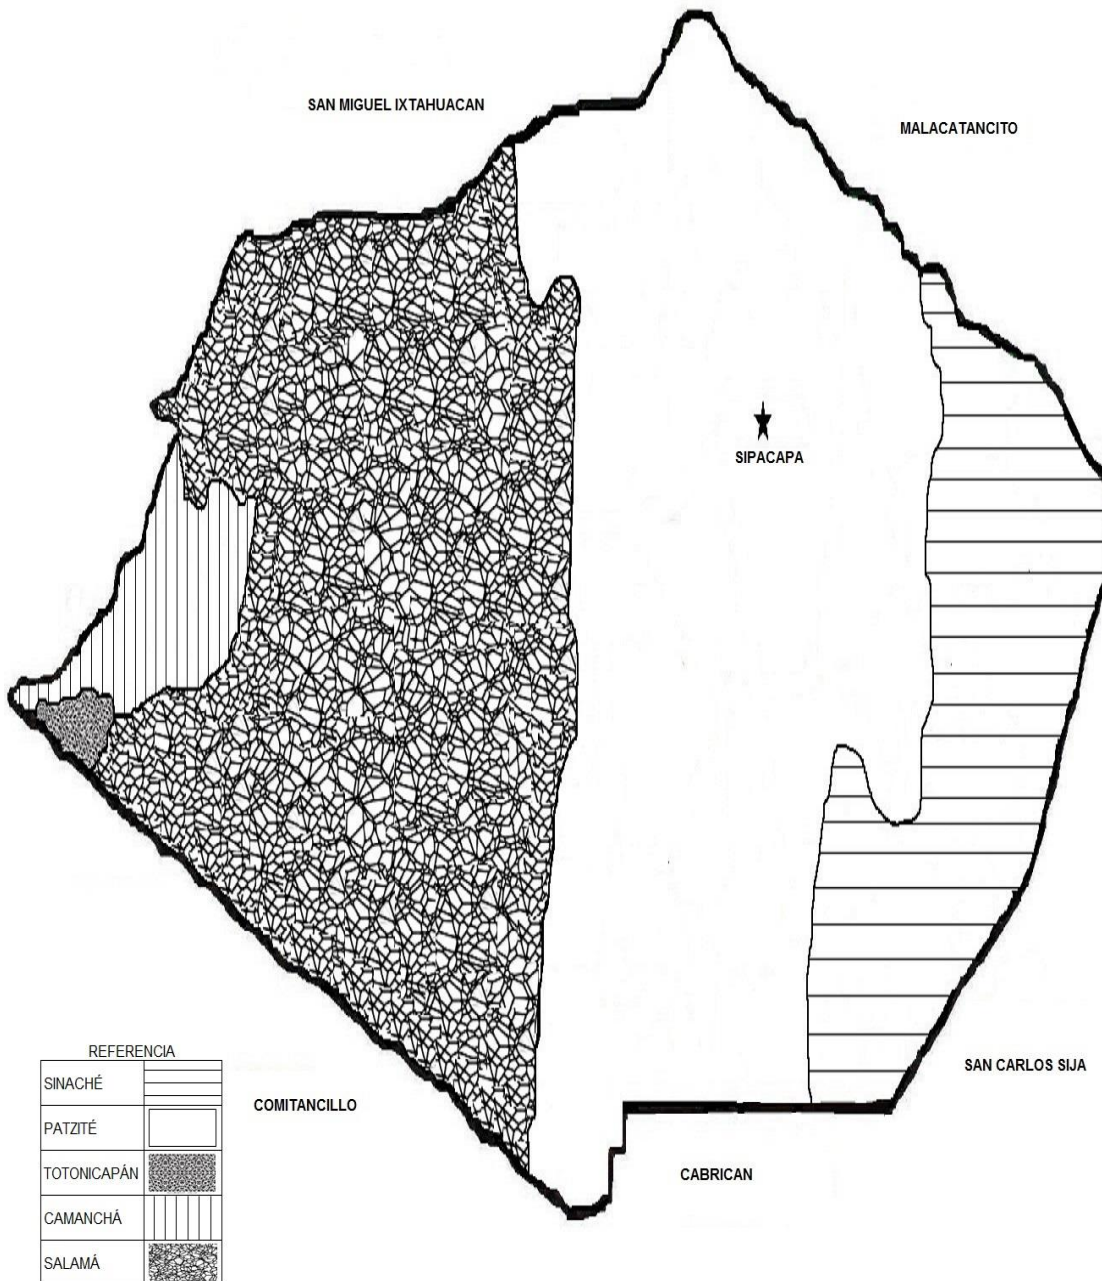 SAN MIGUEL IXTAHUACAN
MALACATANCITO
SIPACAPA
SAN CARLOS SIJA
COMITANCILLO
CABRICAN
REFERENCIA
SINACHÉ
PATZITÉ
TOTONICAPÁN
CAMANCHÁ
SALAMÁ